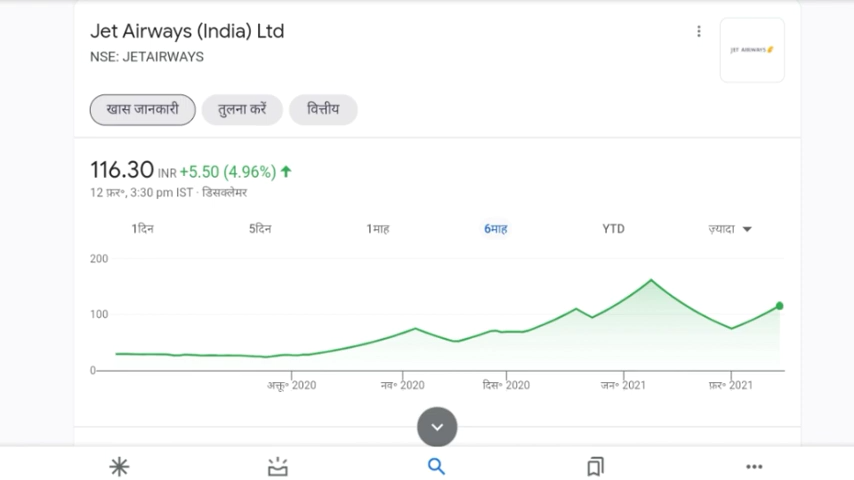 Jet Airways (India) Ltd
NSE: JETAIRWAYS
JET AIRWAYS
खास जानकारी तुलना करें वित्तीय
116.30 INR +5.50 (4.96%) ↑
12 फ़र॰, 3:30 pm IST · डिसक्लेमर
1दिन 5दिन 1माह 6माह YTD ज़्यादा
200
100
0
अक्तू॰ 2020 नव॰ 2020 दिस॰ 2020 जन॰ 2021 फ़र॰ 2021